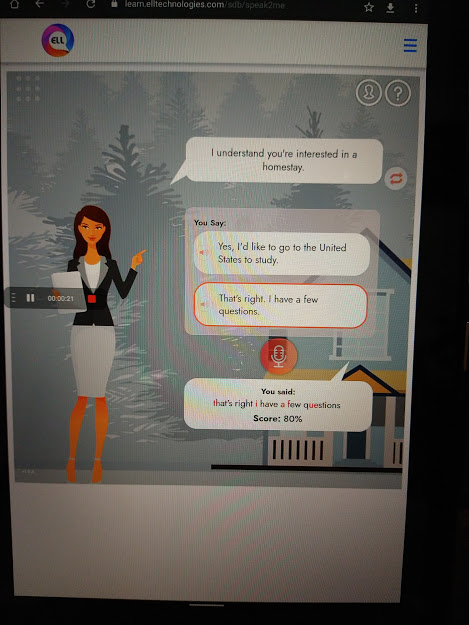 learn.elltechnologies.com/sdb/speak2me
ELL
I understand you're interested in a
homestay.
You Say:
Yes, I'd like to go to the United
States to study.
That's right. I have a few
questions.
00:00:21
You said:
that's right i have a few questions
Score: 80%